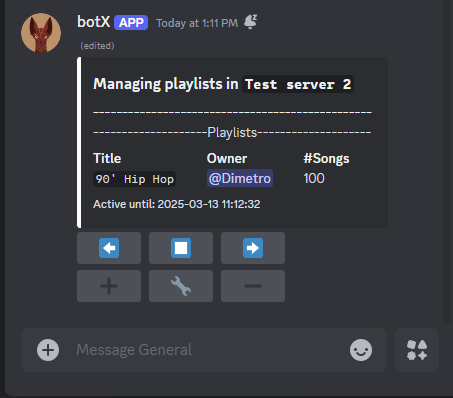 botX APP Today at 1:11 PM
(edited)
Managing playlists in Test server 2
------------------------------------------------
--------------------Playlists--------------------
Title Owner #Songs
90' Hip Hop @Dimetro 100
Active until: 2025-03-13 11:12:32
Message General